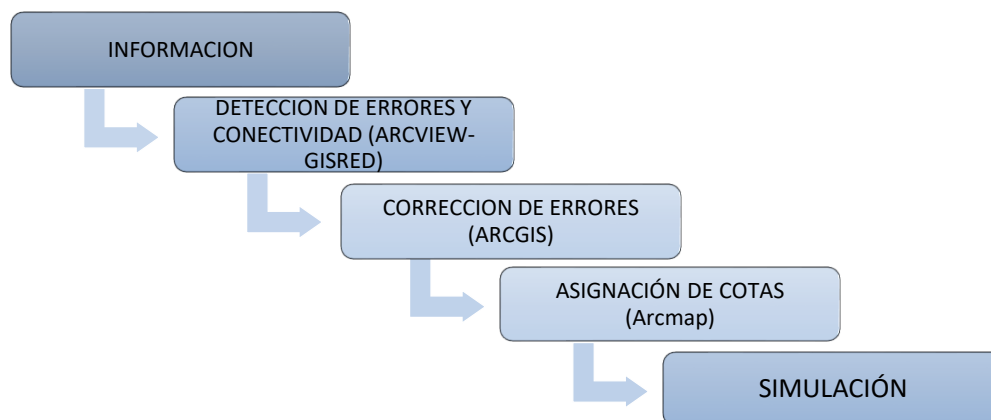 INFORMACION
DETECCION DE ERRORES Y
CONECTIVIDAD (ARCVIEW-
GISRED)
CORRECCION DE ERRORES
(ARCGIS)
ASIGNACIÓN DE COTAS
(Arcmap)
SIMULACIÓN